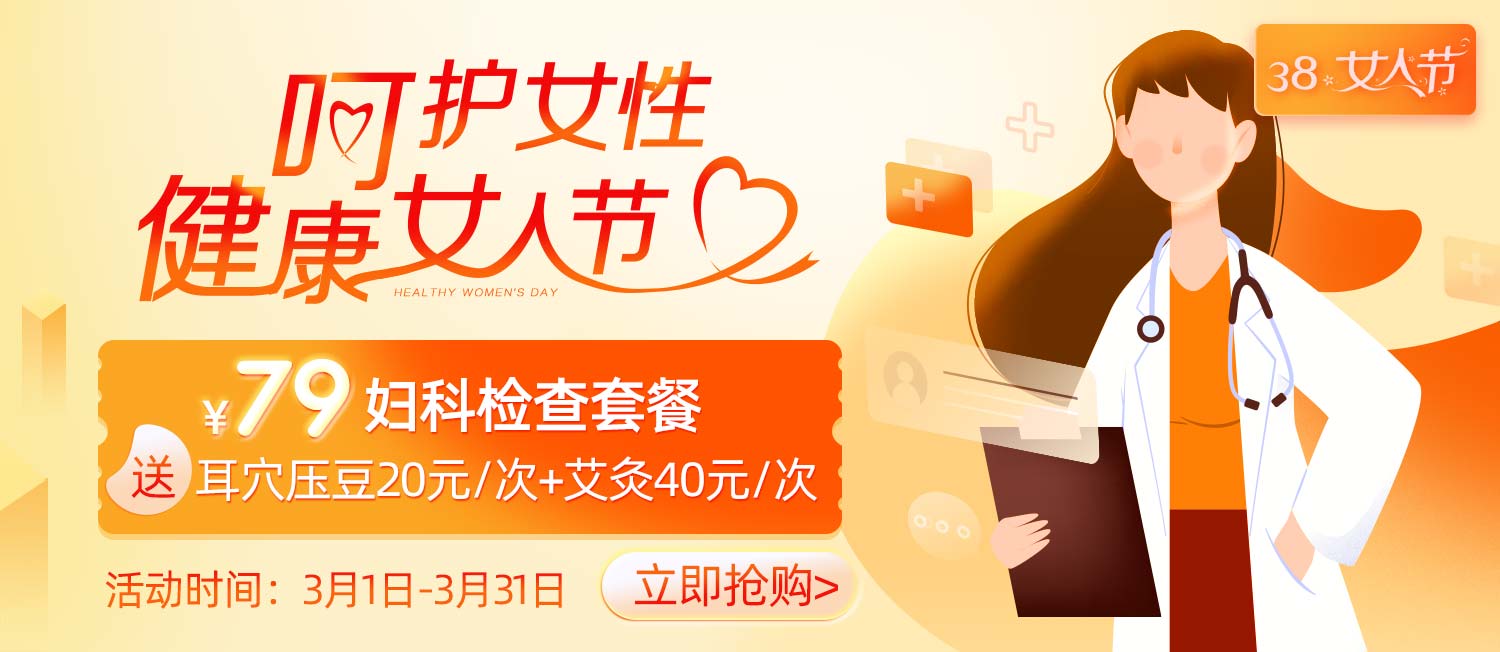 38 女人节
呵护女性
健康女人节
HEALTHY WOMEN'S DAY
¥79 妇科检查套餐
送 耳穴压豆20元/次+艾灸40元/次
活动时间：3月1日-3月31日
立即抢购>